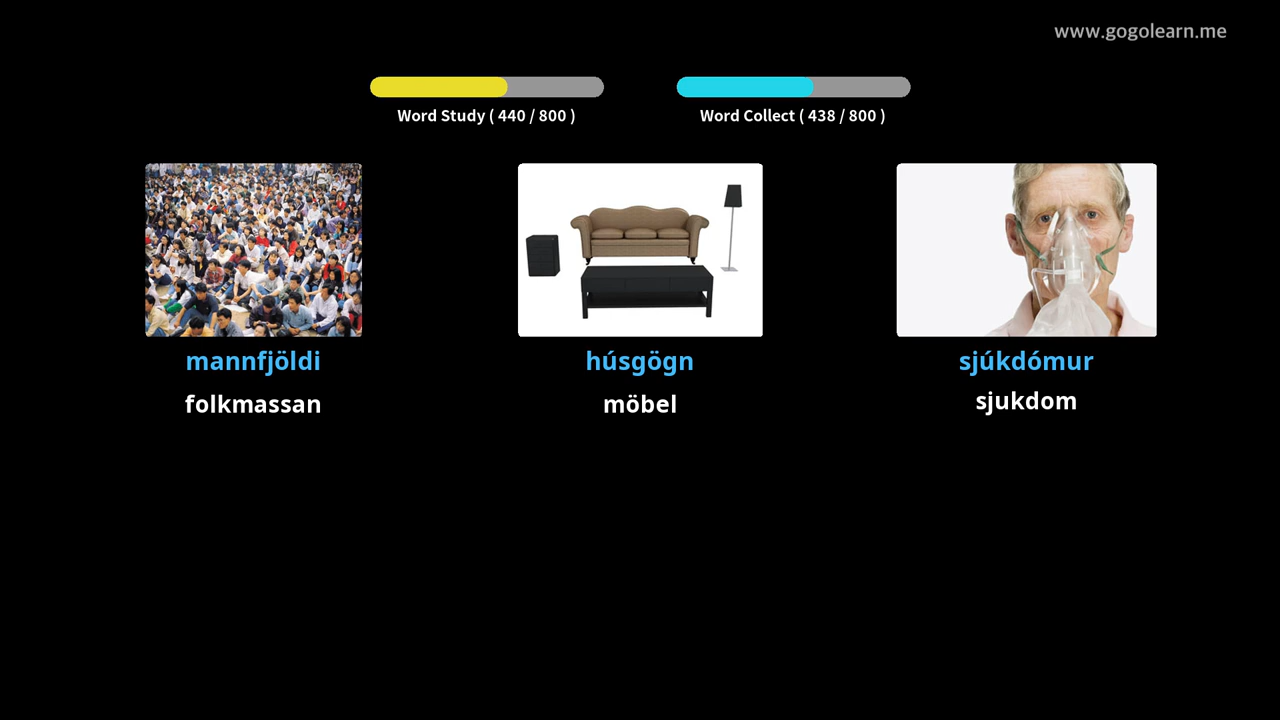 www.gogolearn.me
Word Study ( 440 / 800 )
Word Collect ( 438 / 800 )
mannfjöldi
folkmassan
húsgögn
möbel
sjúkdómur
sjukdom